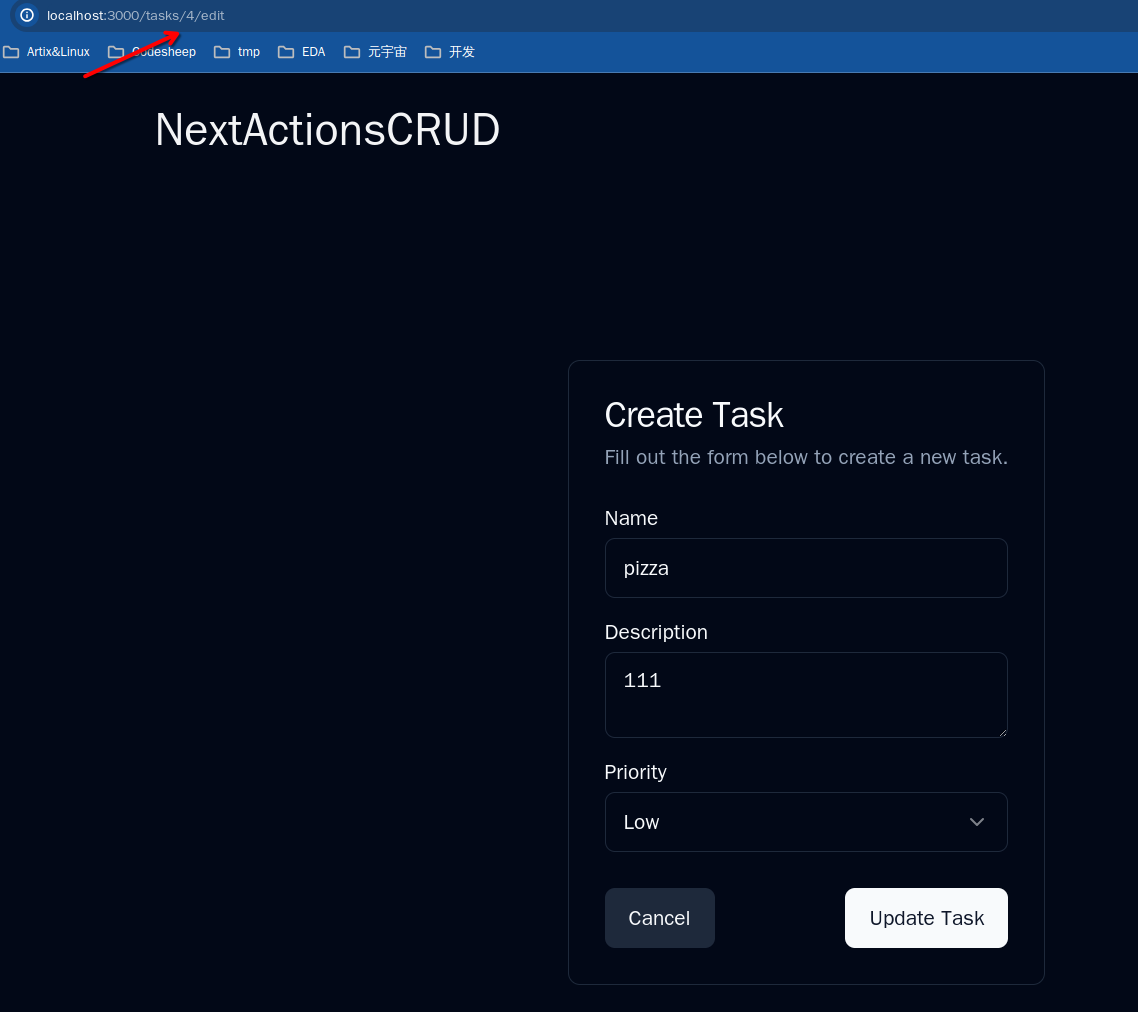 localhost:3000/tasks/4/edit
Artix&Linux Codesheep tmp EDA 元宇宙 开发
NextActionsCRUD
Create Task
Fill out the form below to create a new task.
Name
pizza
Description
111
Priority
Low
Cancel Update Task